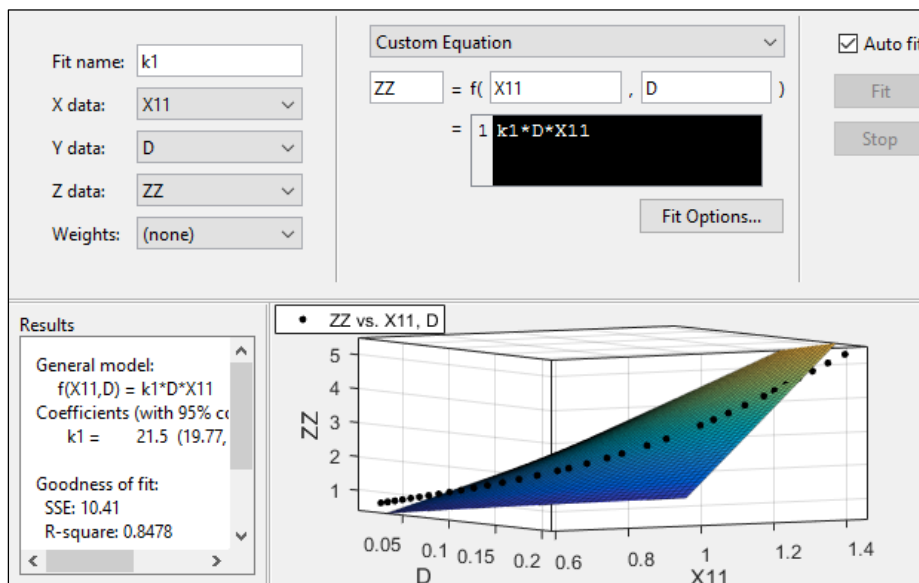 Fit name: k1
X data: X11
Y data: D
Z data: ZZ
Weights: (none)
Custom Equation
ZZ = f( X11 , D )
= 1 k1*D*X11
Fit Options...
Auto fit
Fit
Stop
Results
General model:
f(X11,D) = k1*D*X11
Coefficients (with 95% co
k1 = 21.5 (19.77,
Goodness of fit:
SSE: 10.41
R-square: 0.8478
ZZ vs. X11, D
5
4
3
2
1
ZZ
0.05 0.1 0.15 0.2 0.6 0.8 1 1.2 1.4
D X11